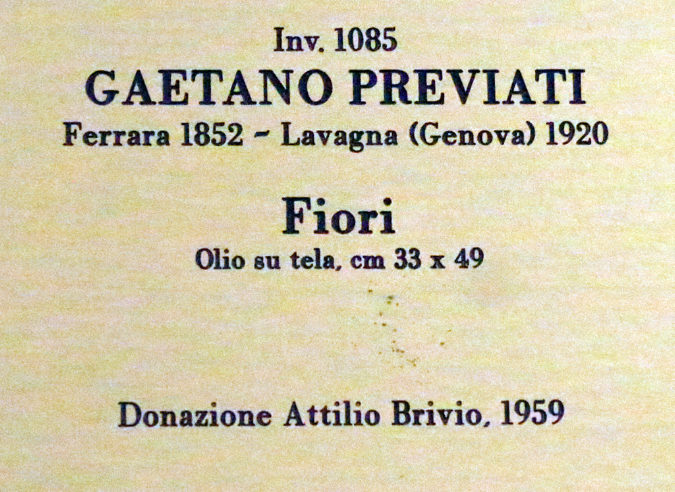 Inv. 1085
GAETANO PREVIATI
Ferrara 1852 ~ Lavagna (Genova) 1920
Fiori
Olio su tela, cm 33 x 49
Donazione Attilio Brivio, 1959